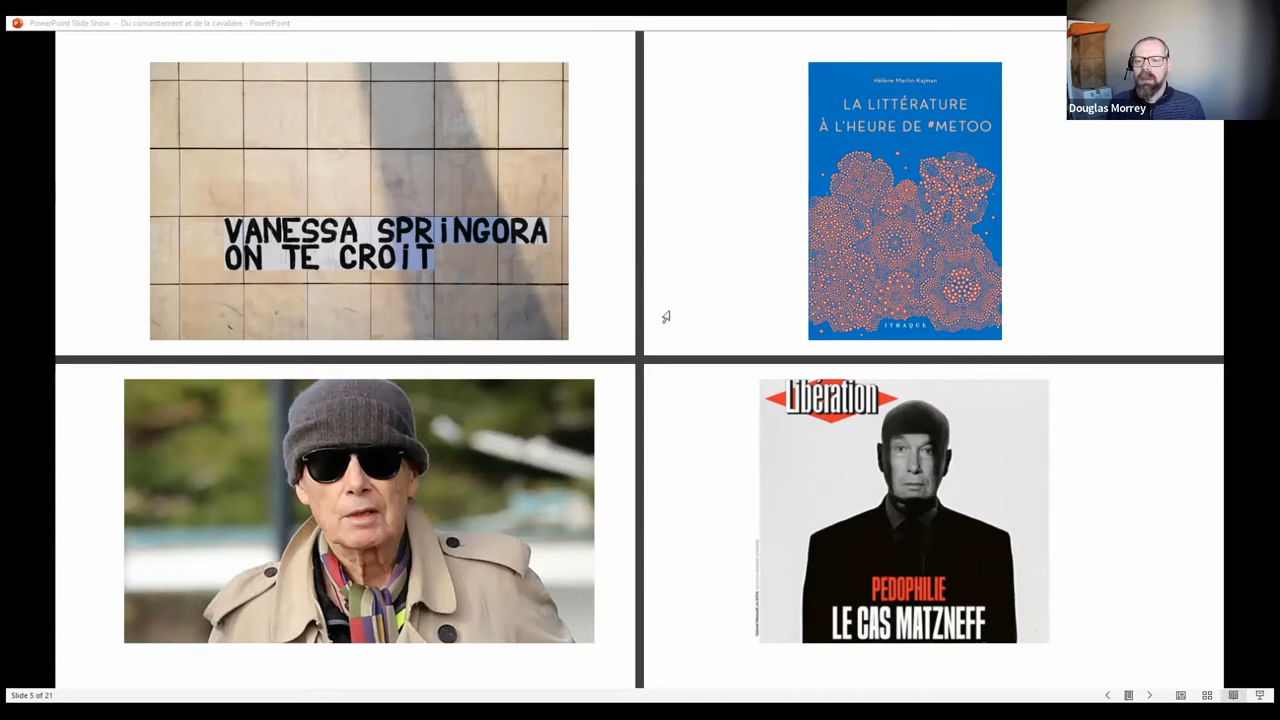 PowerPoint Slide Show - Du consentement et de la cavalière - PowerPoint
Douglas Morrey
VANESSA SPRiNGORA
ON TE CROiT
Hélène Merlin-Kajman
LA LITTÉRATURE
À L'HEURE DE #METOO
ITHAQUE
Libération
PEDOPHILIE
LE CAS MATZNEFF
Slide 5 of 21